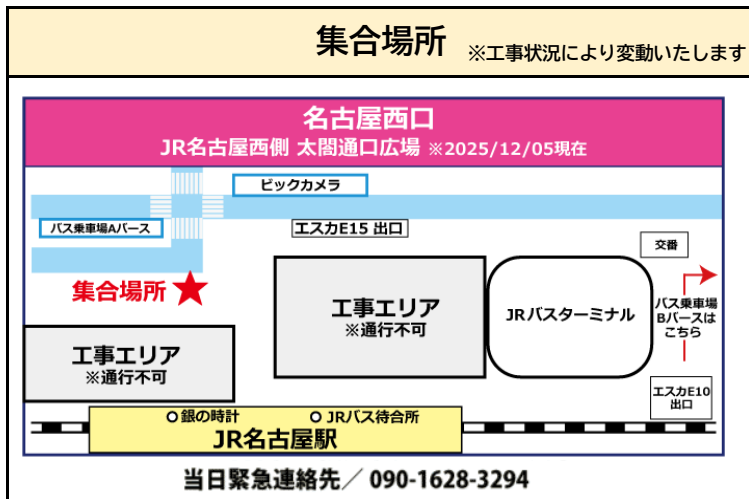 集合場所 ※工事状況により変動いたします
名古屋西口
JR名古屋西側 太閤通口広場 ※2025/12/05現在
ビックカメラ
バス乗車場Aバース
エスカE15 出口
交番
集合場所
工事エリア
※通行不可
JRバスターミナル
バス乗車場
Bバースは
こちら
工事エリア
※通行不可
エスカE10
出口
銀の時計
JRバス待合所
JR名古屋駅
当日緊急連絡先／ 090-1628-3294